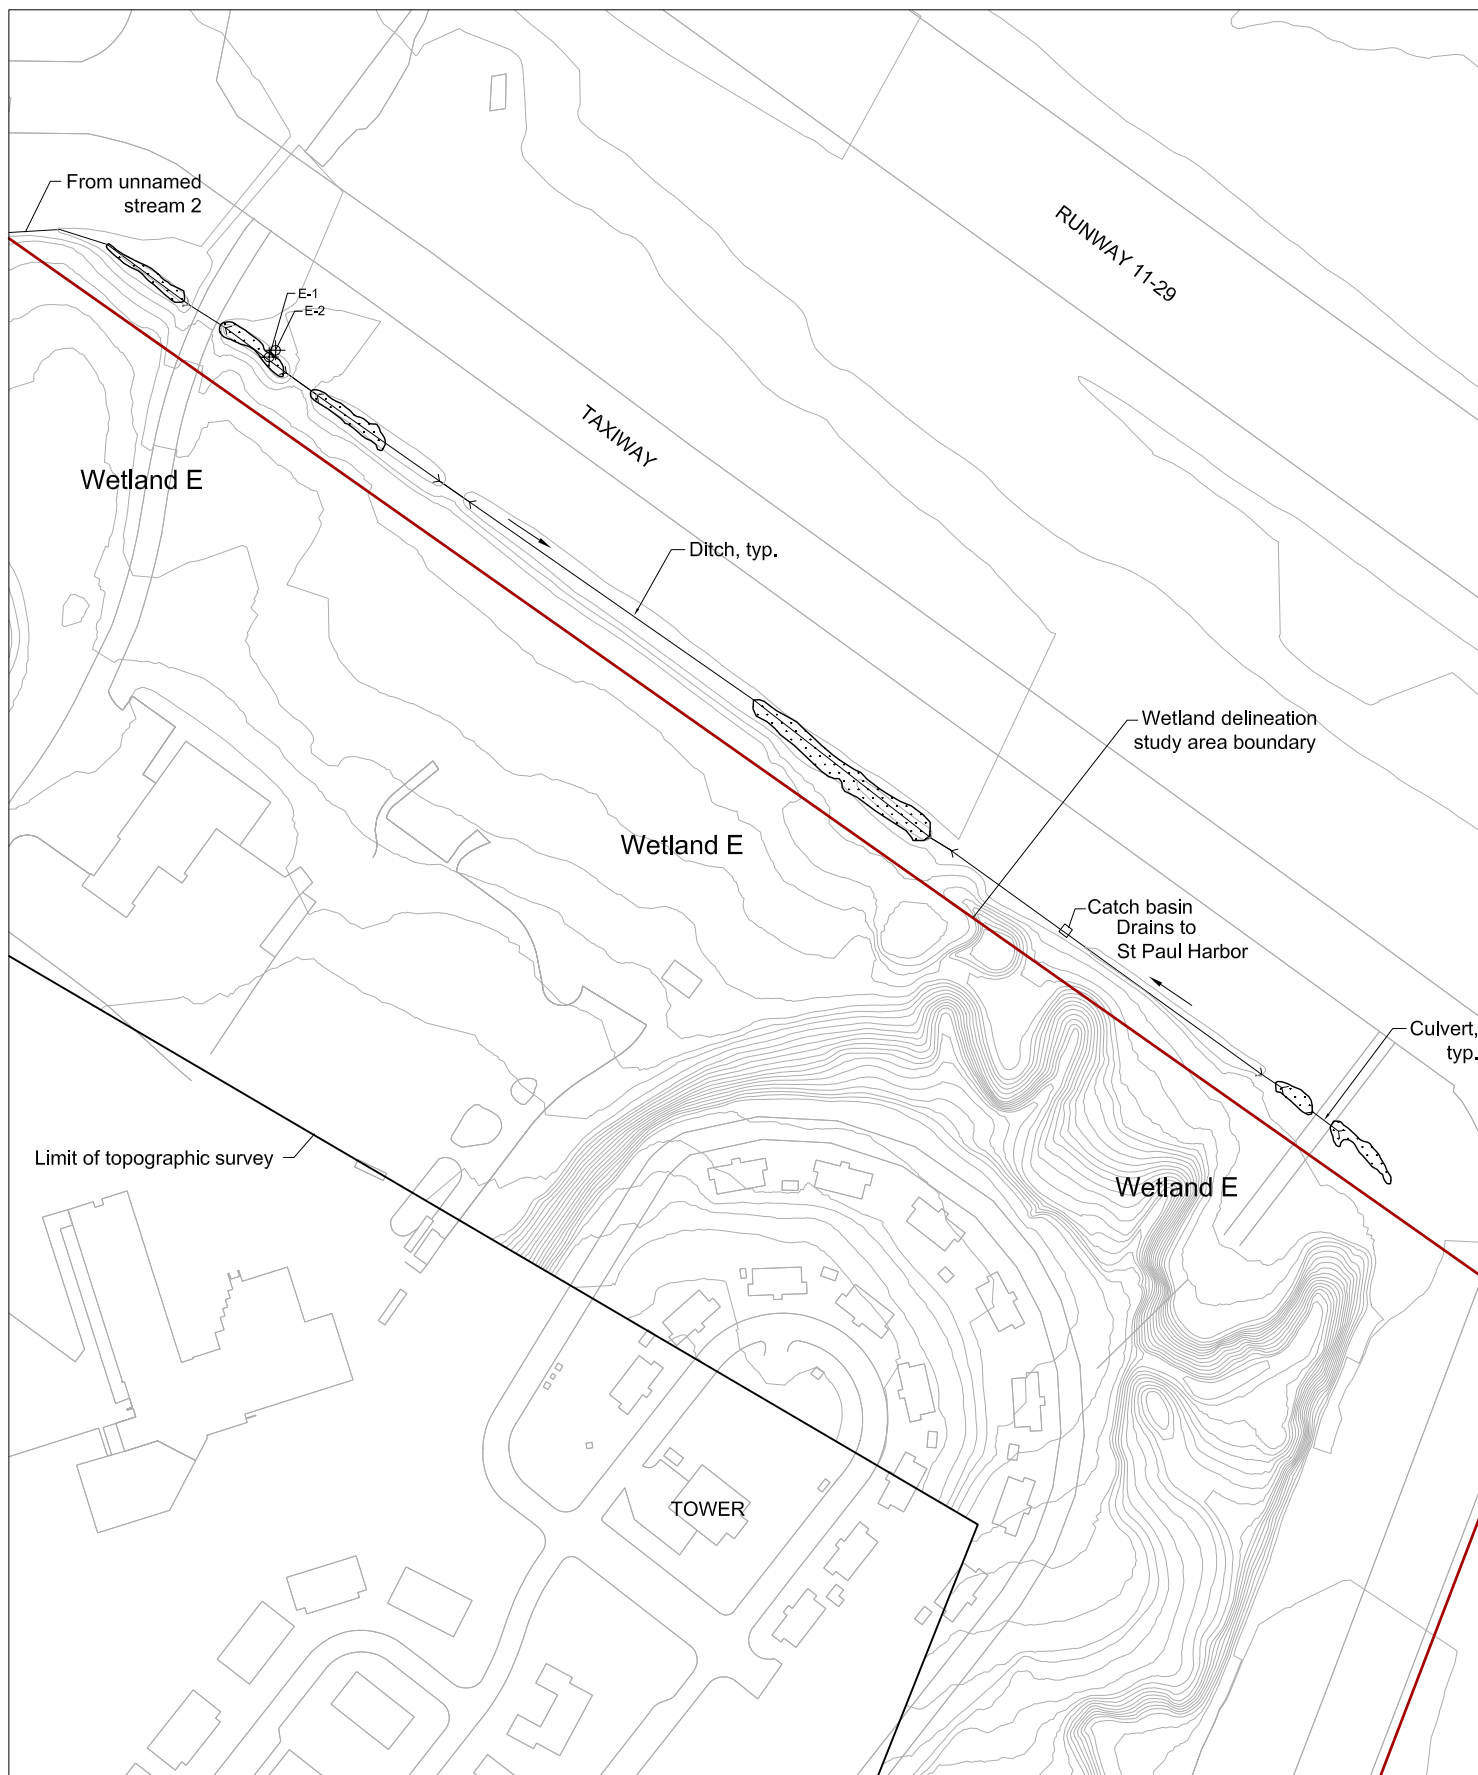 From unnamed
stream 2
RUNWAY 11-29
E-1
E-2
TAXIWAY
Wetland E
Ditch, typ.
Wetland delineation
study area boundary
Wetland E
Catch basin
Drains to
St Paul Harbor
Culvert,
typ.
Limit of topographic survey
Wetland E
TOWER